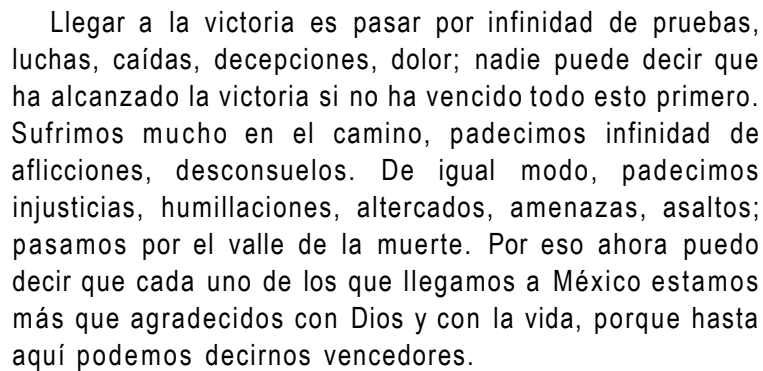 Llegar a la victoria es pasar por infinidad de pruebas,
luchas, caídas, decepciones, dolor; nadie puede decir que
ha alcanzado la victoria si no ha vencido todo esto primero.
Sufrimos mucho en el camino, padecimos infinidad de
aflicciones, desconsuelos. De igual modo, padecimos
injusticias, humillaciones, altercados, amenazas, asaltos;
pasamos por el valle de la muerte. Por eso ahora puedo
decir que cada uno de los que llegamos a México estamos
más que agradecidos con Dios y con la vida, porque hasta
aquí podemos decirnos vencedores.